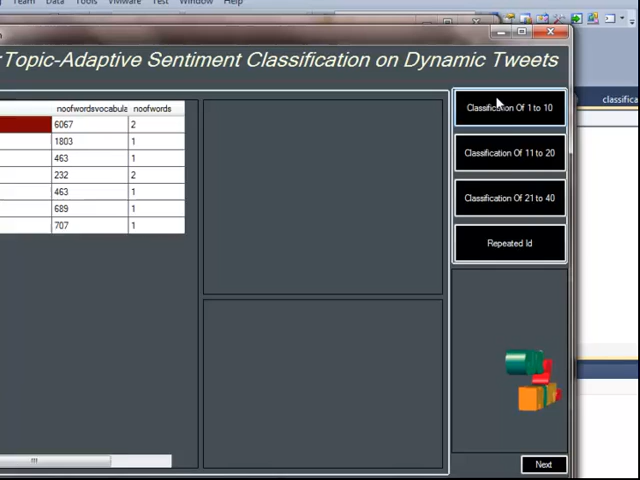 Team Data Tools VMware Test Window Help
Topic-Adaptive Sentiment Classification on Dynamic Tweets
noofwordsvocabula noofwords
6067 2
1803 1
463 1
232 2
463 1
689 1
707 1
Classification Of 1 to 10
Classification Of 11 to 20
Classification Of 21 to 40
Repeated Id
Next
classifica